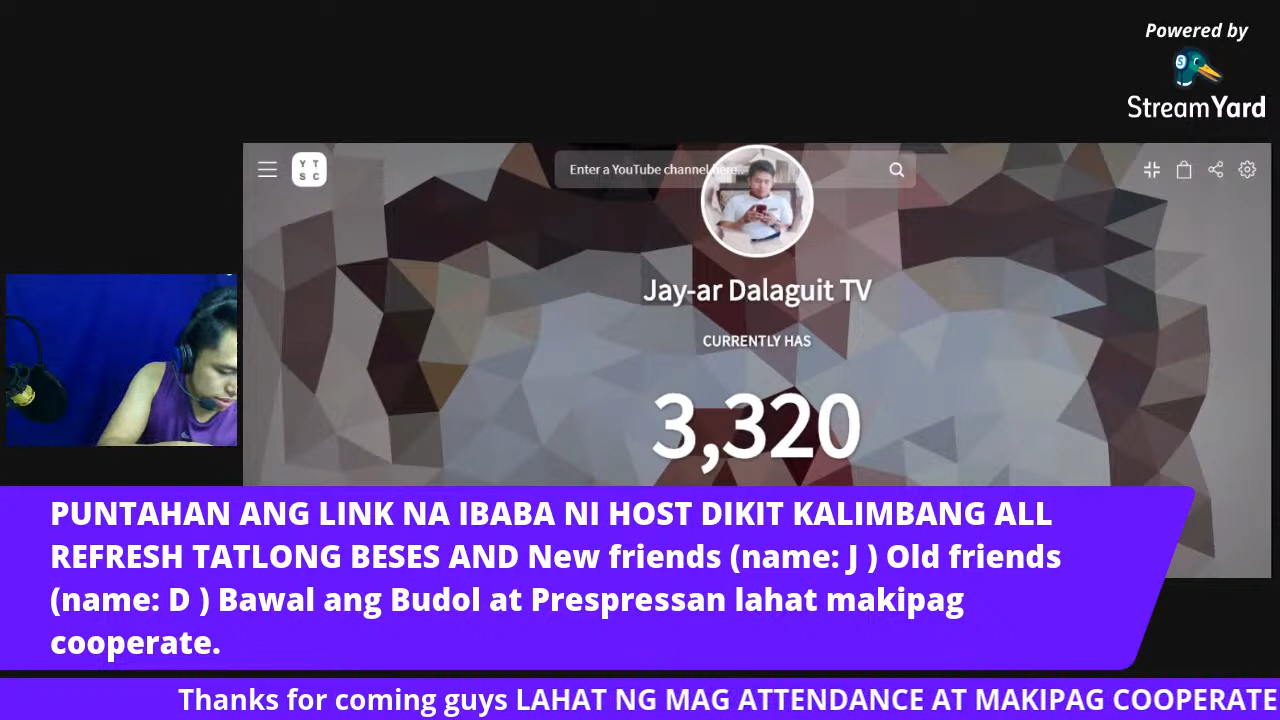 Powered by
StreamYard
Y T
S C
Enter a YouTube channel here...
Jay-ar Dalaguit TV
CURRENTLY HAS
3,320
PUNTAHAN ANG LINK NA IBABA NI HOST DIKIT KALIMBANG ALL
REFRESH TATLONG BESES AND New friends (name: J ) Old friends
(name: D ) Bawal ang Budol at Prespressan lahat makipag
cooperate.
Thanks for coming guys LAHAT NG MAG ATTENDANCE AT MAKIPAG COOPERATE